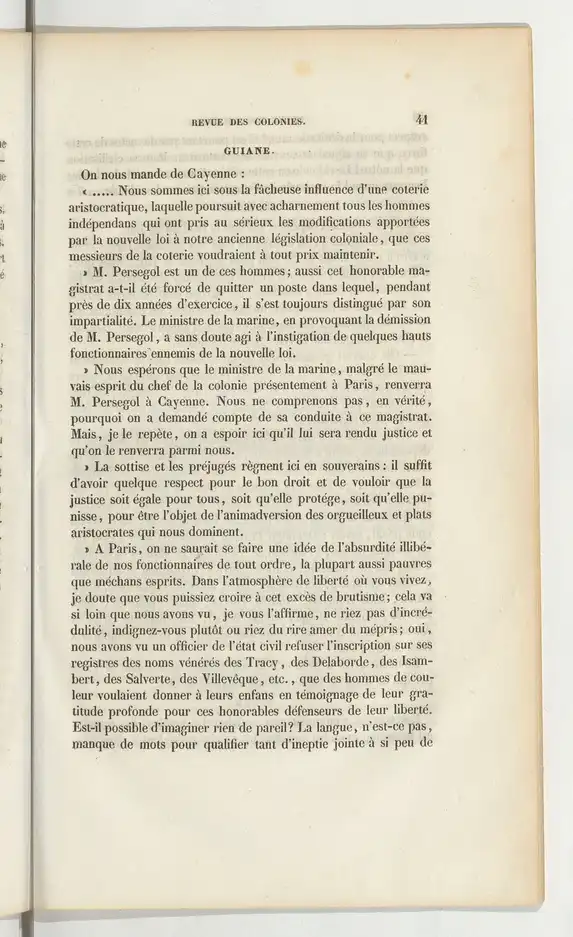 REVUE DES COLONIES. 41
GUIANE.
On nous mande de Cayenne :
« ..... Nous sommes ici sous la fâcheuse influence d'une coterie
aristocratique, laquelle poursuit avec acharnement tous les hommes
indépendans qui ont pris au sérieux les modifications apportées
par la nouvelle loi à notre ancienne législation coloniale, que ces
messieurs de la coterie voudraient à tout prix maintenir.
» M. Persegol est un de ces hommes ; aussi cet honorable ma-
gistrat a-t-il été forcé de quitter un poste dans lequel, pendant
près de dix années d'exercice, il s'est toujours distingué par son
impartialité. Le ministre de la marine, en provoquant la démission
de M. Persegol, a sans doute agi à l'instigation de quelques hauts
fonctionnaires ennemis de la nouvelle loi.
» Nous espérons que le ministre de la marine, malgré le mau-
vais esprit du chef de la colonie présentement à Paris, renverra
M. Persegol à Cayenne. Nous ne comprenons pas, en vérité,
pourquoi on a demandé compte de sa conduite à ce magistrat.
Mais, je le repète, on a espoir ici qu'il lui sera rendu justice et
qu'on le renverra parmi nous.
» La sottise et les préjugés règnent ici en souverains : il suffit
d'avoir quelque respect pour le bon droit et de vouloir que la
justice soit égale pour tous, soit qu'elle protége, soit qu'elle pu-
nisse, pour être l'objet de l'animadversion des orgueilleux et plats
aristocrates qui nous dominent.
» A Paris, on ne saurait se faire une idée de l'absurdité illibé-
rale de nos fonctionnaires de tout ordre, la plupart aussi pauvres
que méchans esprits. Dans l'atmosphère de liberté où vous vivez,
je doute que vous puissiez croire à cet excès de brutisme ; cela va
si loin que nous avons vu, je vous l'affirme, ne riez pas d'incré-
dulité, indignez-vous plutôt ou riez du rire amer du mépris ; oui,
nous avons vu un officier de l'état civil refuser l'inscription sur ses
registres des noms vénérés des Tracy, des Delaborde, des Isam-
bert, des Salverte, des Villevêque, etc., que des hommes de cou-
leur voulaient donner à leurs enfans en témoignage de leur gra-
titude profonde pour ces honorables défenseurs de leur liberté.
Est-il possible d'imaginer rien de pareil ? La langue, n'est-ce pas,
manque de mots pour qualifier tant d'ineptie jointe à si peu de